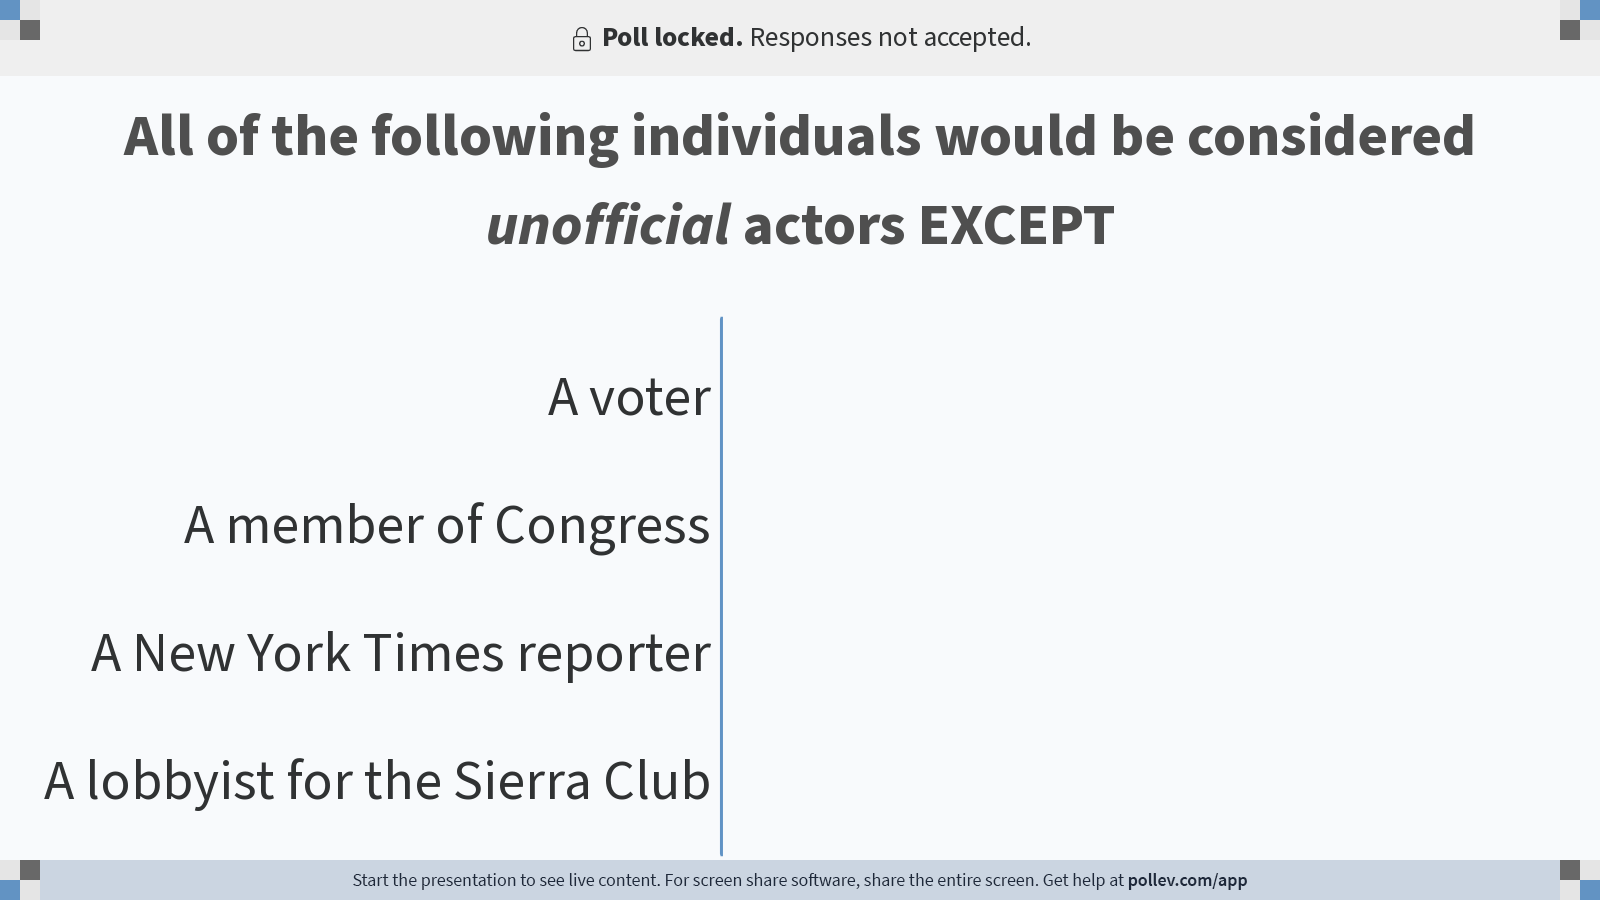 Poll locked. Responses not accepted.
All of the following individuals would be considered
unofficial actors EXCEPT
A voter
A member of Congress
A New York Times reporter
A lobbyist for the Sierra Club
Start the presentation to see live content. For screen share software, share the entire screen. Get help at pollev.com/app